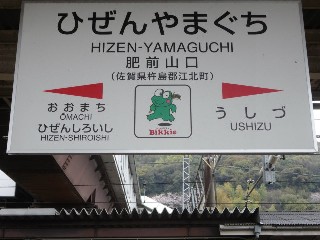 ひぜんやまぐち
HIZEN-YAMAGUCHI
肥前山口
(佐賀県杵島郡江北町)
おおまち
ŌMACHI
ひぜんしろいし
HIZEN-SHIROISHI
Bikkie
うしづ
USHIZU